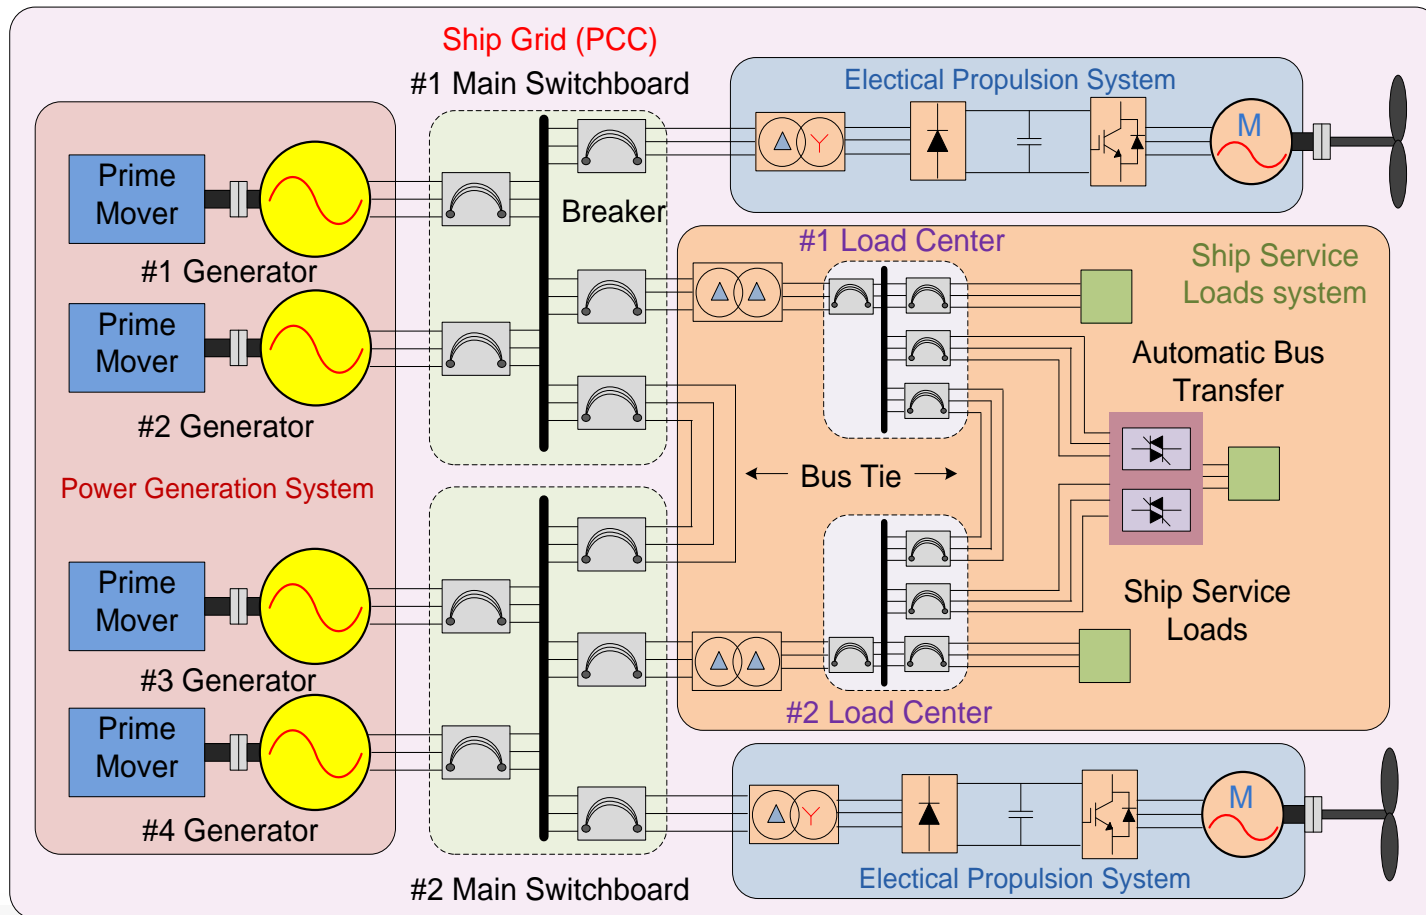 Ship Grid (PCC)
#1 Main Switchboard
Electical Propulsion System
M
Prime
Mover
#1 Generator
Breaker
#1 Load Center
Ship Service
Loads system
Prime
Mover
#2 Generator
Automatic Bus
Transfer
Power Generation System
Bus Tie
Prime
Mover
#3 Generator
Ship Service
Loads
#2 Load Center
Prime
Mover
#4 Generator
M
Electical Propulsion System
#2 Main Switchboard